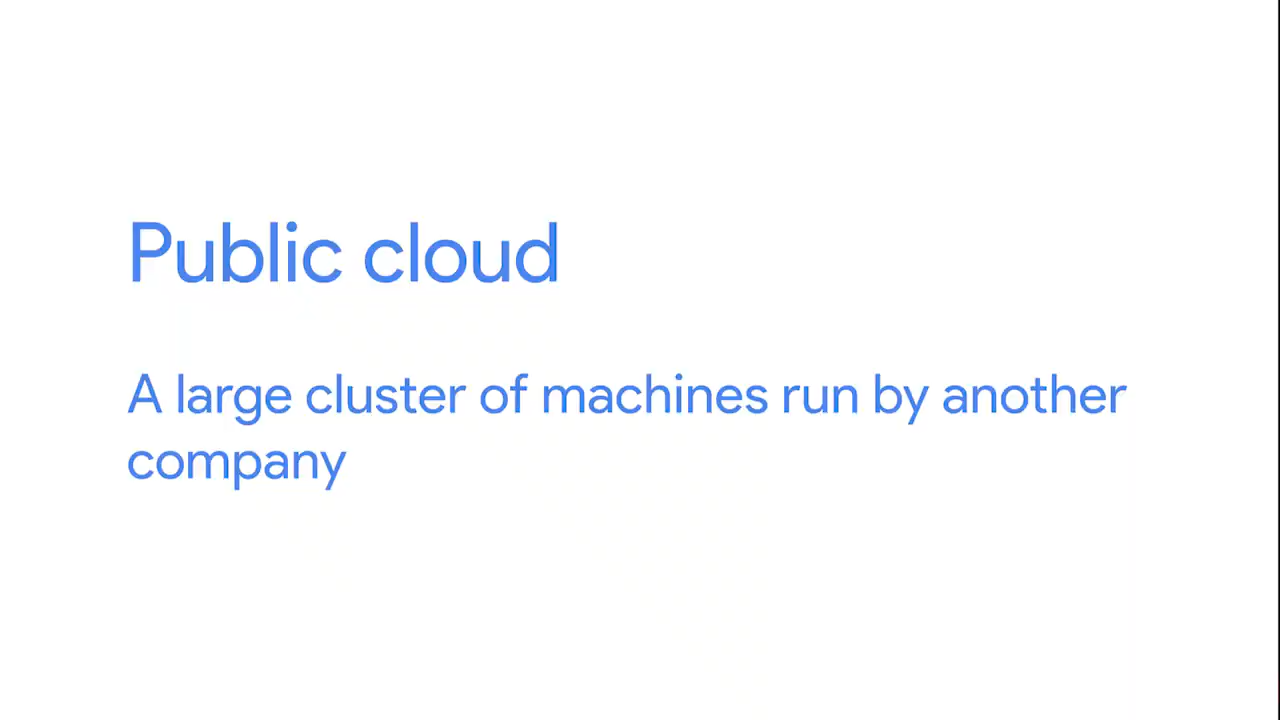 Public cloud
A large cluster of machines run by another
company